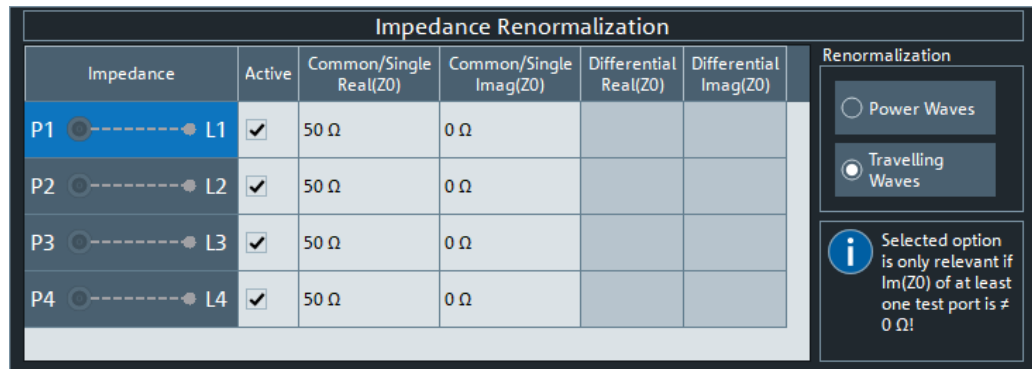 Impedance Renormalization
Impedance
Active
Common/Single
Real(Z0)
Common/Single
Imag(Z0)
Differential
Real(Z0)
Differential
Imag(Z0)
P1 L1 50 Ω 0 Ω
P2 L2 50 Ω 0 Ω
P3 L3 50 Ω 0 Ω
P4 L4 50 Ω 0 Ω
Renormalization
Power Waves
Travelling
Waves
Selected option
is only relevant if
Im(Z0) of at least
one test port is ≠
0 Ω!